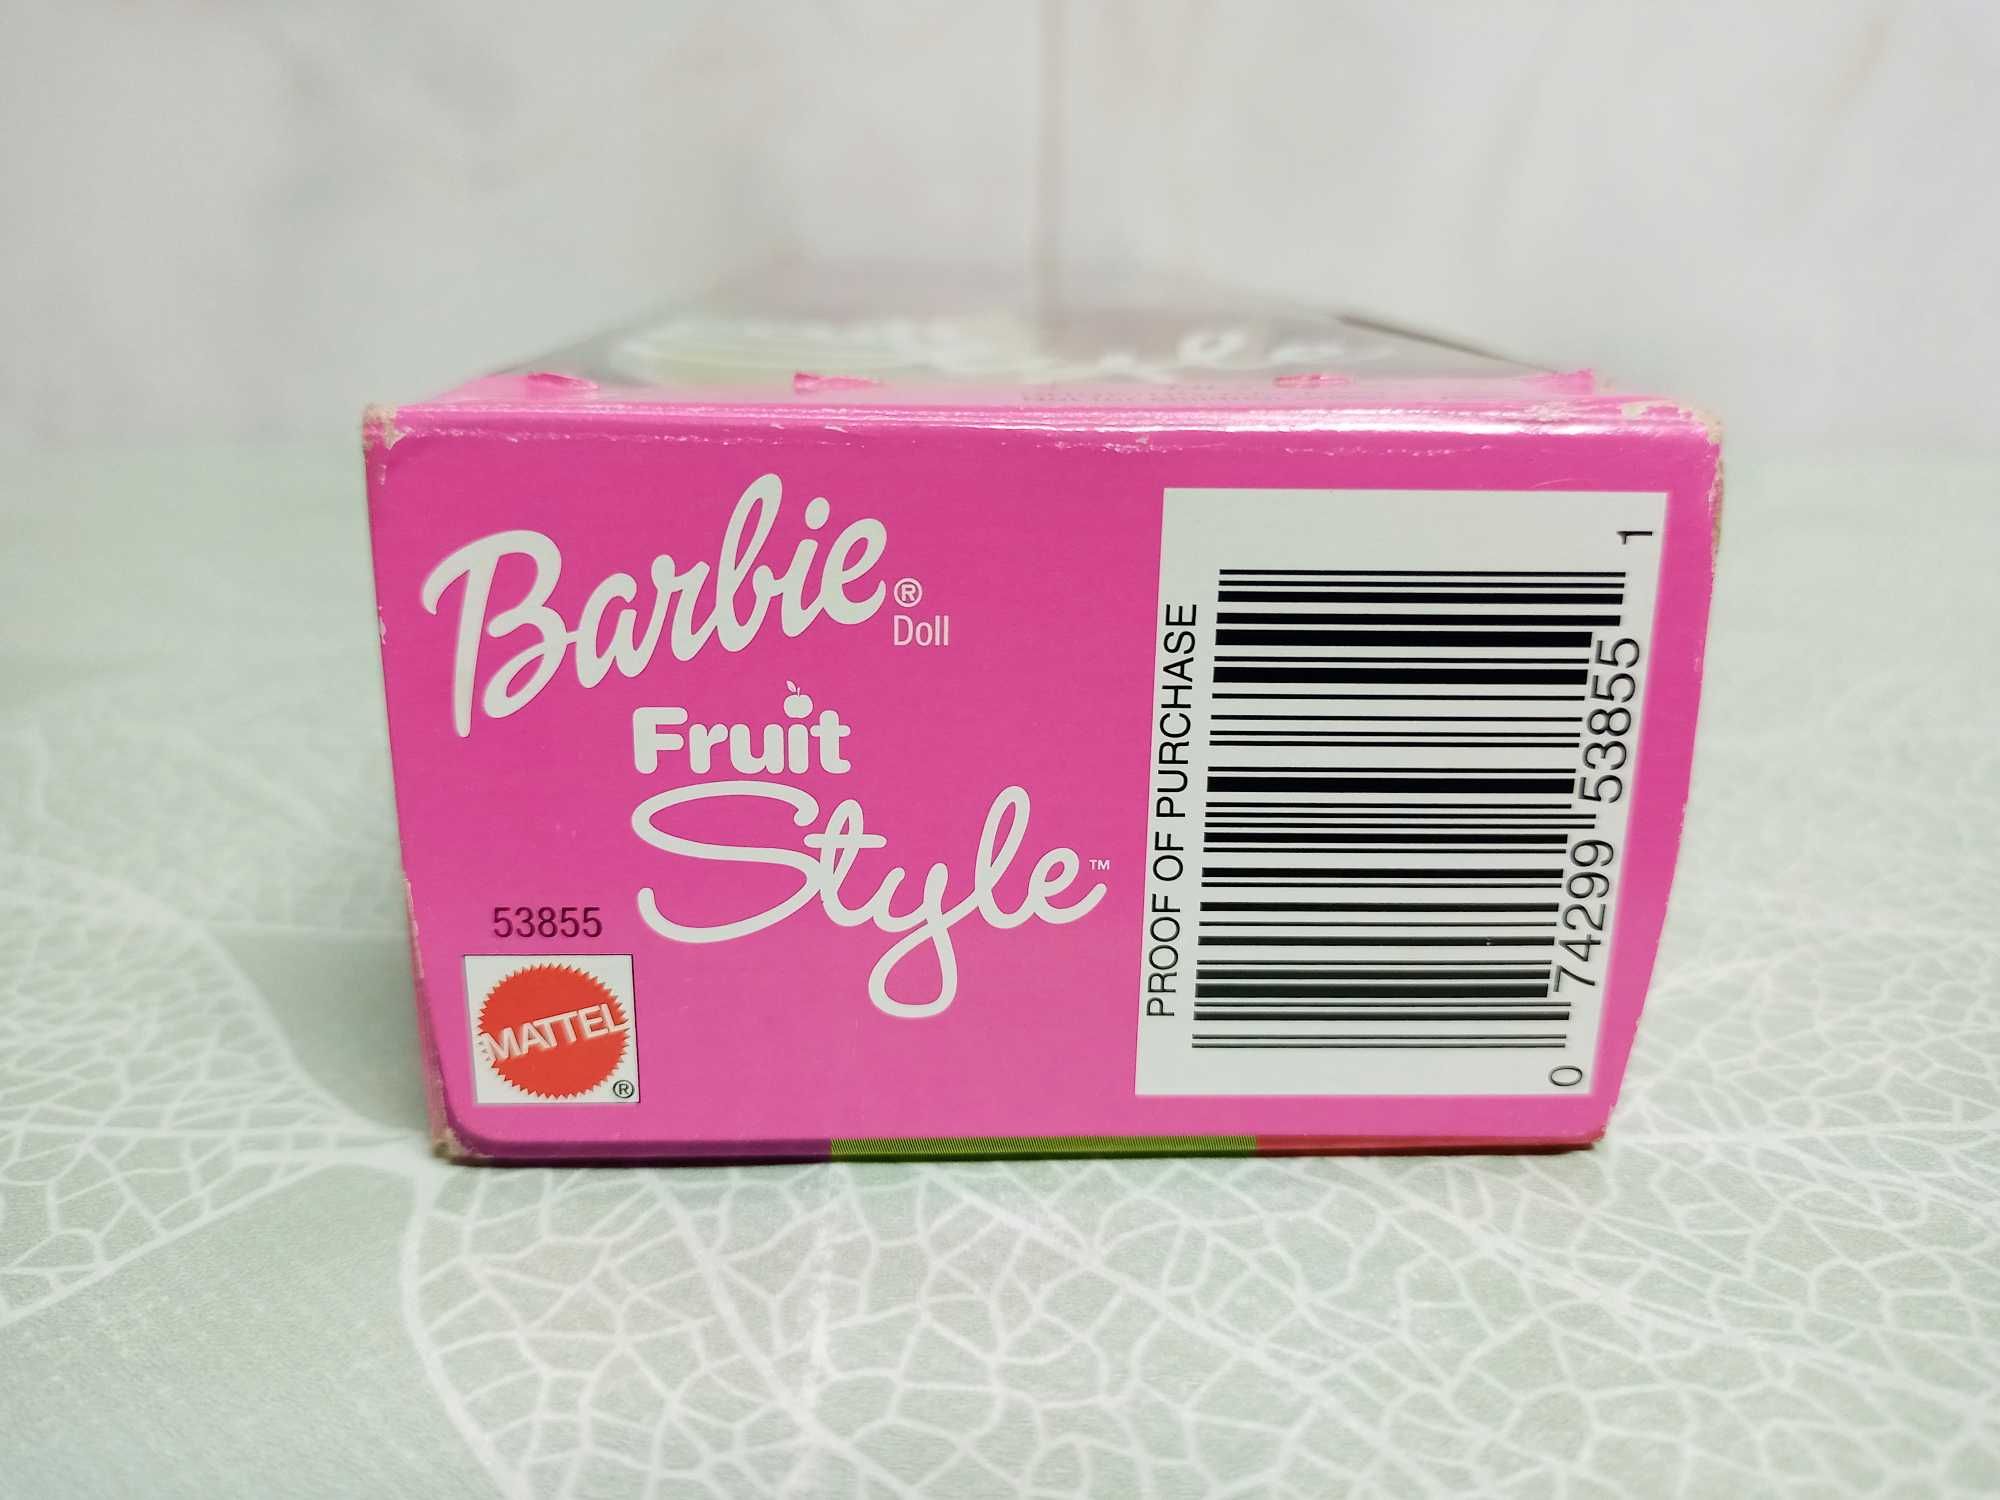 Barbie®
Doll
Fruit
Style™
53855
MATTEL
®
PROOF OF PURCHASE
0 74299 53855 1